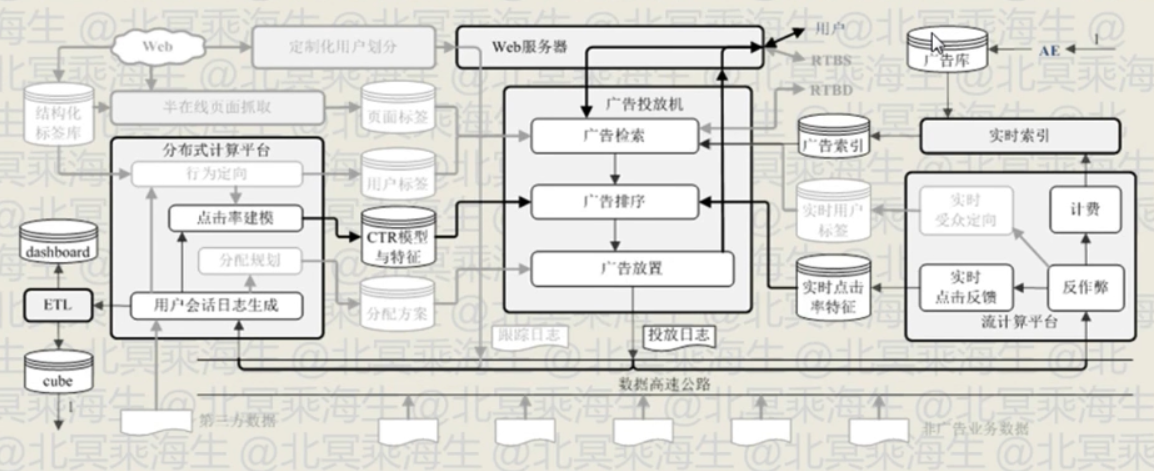 Web
定制化用户划分
Web服务器
用户
RTBS
RTBD
广告库
AE
1
结构化
标签库
半在线页面抓取
页面标签
广告投放机
广告检索
广告索引
实时索引
分布式计算平台
行为定向
用户标签
广告排序
实时用户
标签
实时
受众定向
计费
点击率建模
CTR模型
与特征
dashboard
分配规划
广告放置
实时点击
率特征
实时
点击反馈
反作弊
流计算平台
ETL
用户会话日志生成
分配方案
跟踪日志
投放日志
cube
1
数据高速公路
第三方数据
非广告业务数据
@北冥乘海生